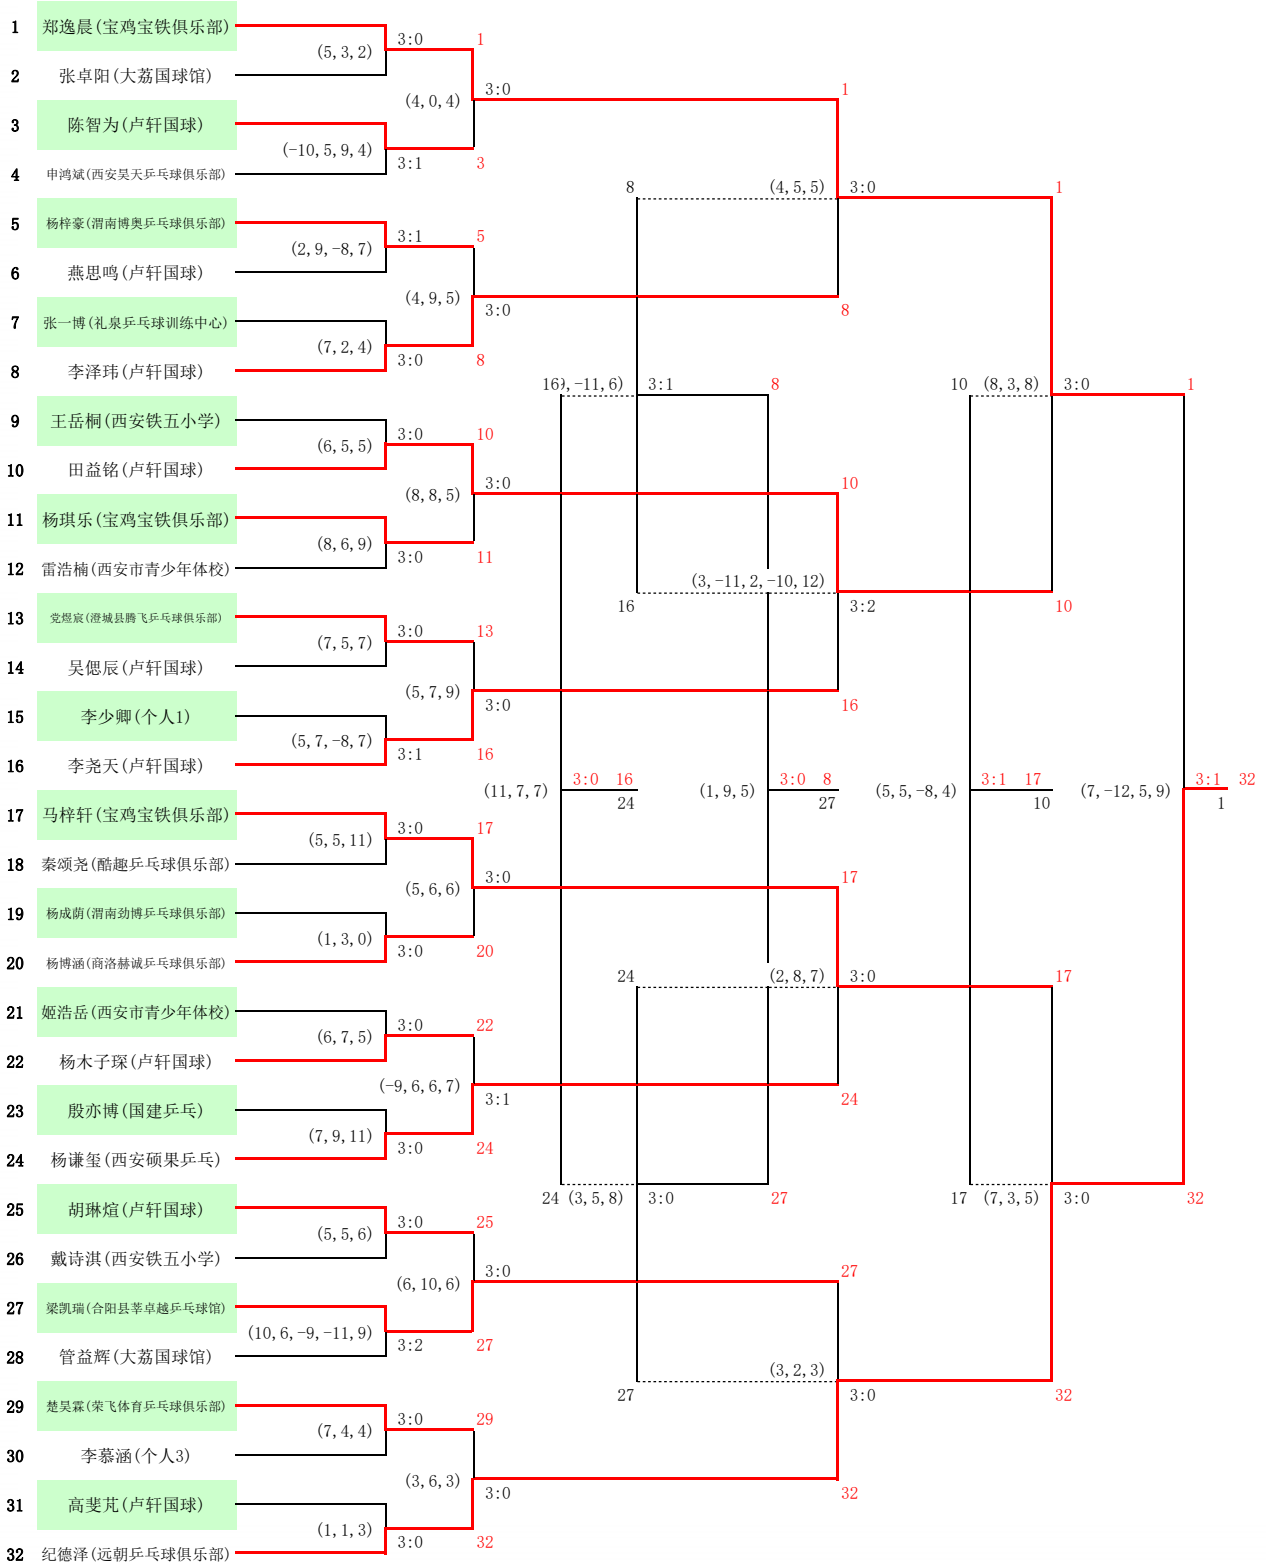 1 郑逸晨(宝鸡宝铁俱乐部)
3:0 1
(5,3,2)
2 张卓阳(大荔国球馆)
3:0 1
(4,0,4)
3 陈智为(卢轩国球)
(-10,5,9,4)
3:1 3
4 申鸿斌(西安昊天乒乓球俱乐部)
8 (4,5,5) 3:0 1
5 杨梓豪(渭南博奥乒乓球俱乐部)
3:1 5
(2,9,-8,7)
6 燕思鸣(卢轩国球)
(4,9,5)
3:0 8
7 张一博(礼泉乒乓球训练中心)
(7,2,4)
3:0 8
8 李泽玮(卢轩国球)
16 ,-11,6) 3:1 8 10 (8,3,8) 3:0 1
9 王岳桐(西安铁五小学)
3:0 10
(6,5,5)
10 田益铭(卢轩国球)
3:0 10
(8,8,5)
11 杨琪乐(宝鸡宝铁俱乐部)
(8,6,9)
3:0 11
12 雷浩楠(西安市青少年体校)
(3,-11,2,-10,12)
16 3:2 10
13 党煜宸(澄城县腾飞乒乓球俱乐部)
3:0 13
(7,5,7)
14 吴偲辰(卢轩国球)
(5,7,9)
3:0 16
15 李少卿(个人1)
(5,7,-8,7)
3:1 16
16 李尧天(卢轩国球)
3:0 16 3:0 8 3:1 17 3:1 32
(11,7,7) (1,9,5) (5,5,-8,4) (7,-12,5,9)
24 27 10 1
17 马梓轩(宝鸡宝铁俱乐部)
3:0 17
(5,5,11)
18 秦颂尧(酷趣乒乓球俱乐部)
3:0 17
(5,6,6)
19 杨成荫(渭南劲博乒乓球俱乐部)
(1,3,0)
3:0 20
20 杨博涵(商洛赫诚乒乓球俱乐部)
24 (2,8,7) 3:0 17
21 姬浩岳(西安市青少年体校)
3:0 22
(6,7,5)
22 杨木子琛(卢轩国球)
(-9,6,6,7)
3:1 24
23 殷亦博(国建乒乓)
(7,9,11)
3:0 24
24 杨谦玺(西安硕果乒乓)
24 (3,5,8) 3:0 27 17 (7,3,5) 3:0 32
25 胡琳煊(卢轩国球)
3:0 25
(5,5,6)
26 戴诗淇(西安铁五小学)
3:0 27
(6,10,6)
27 梁凯瑞(合阳县莘卓越乒乓球馆)
(10,6,-9,-11,9)
3:2 27
28 管益辉(大荔国球馆)
(3,2,3)
27 3:0 32
29 楚昊霖(荣飞体育乒乓球俱乐部)
3:0 29
(7,4,4)
30 李慕涵(个人3)
(3,6,3)
3:0 32
31 高斐芃(卢轩国球)
(1,1,3)
3:0 32
32 纪德泽(远朝乒乓球俱乐部)